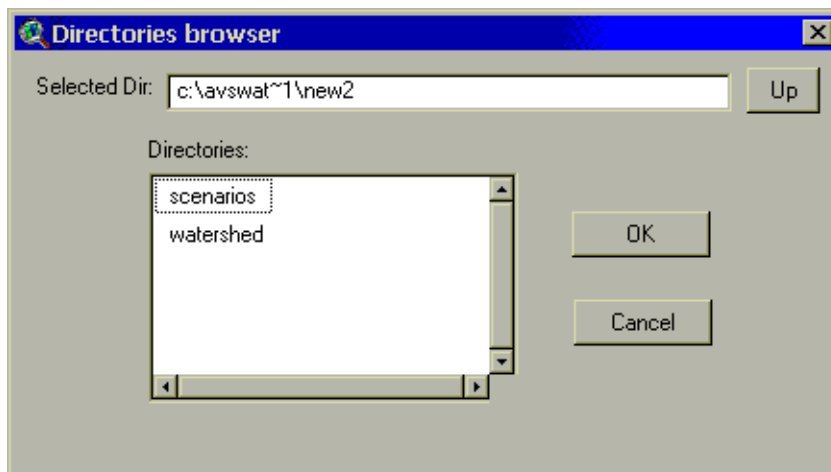 Directories browser
Selected Dir: c:\avswat~1\new2 Up
Directories:
scenarios
watershed
OK
Cancel